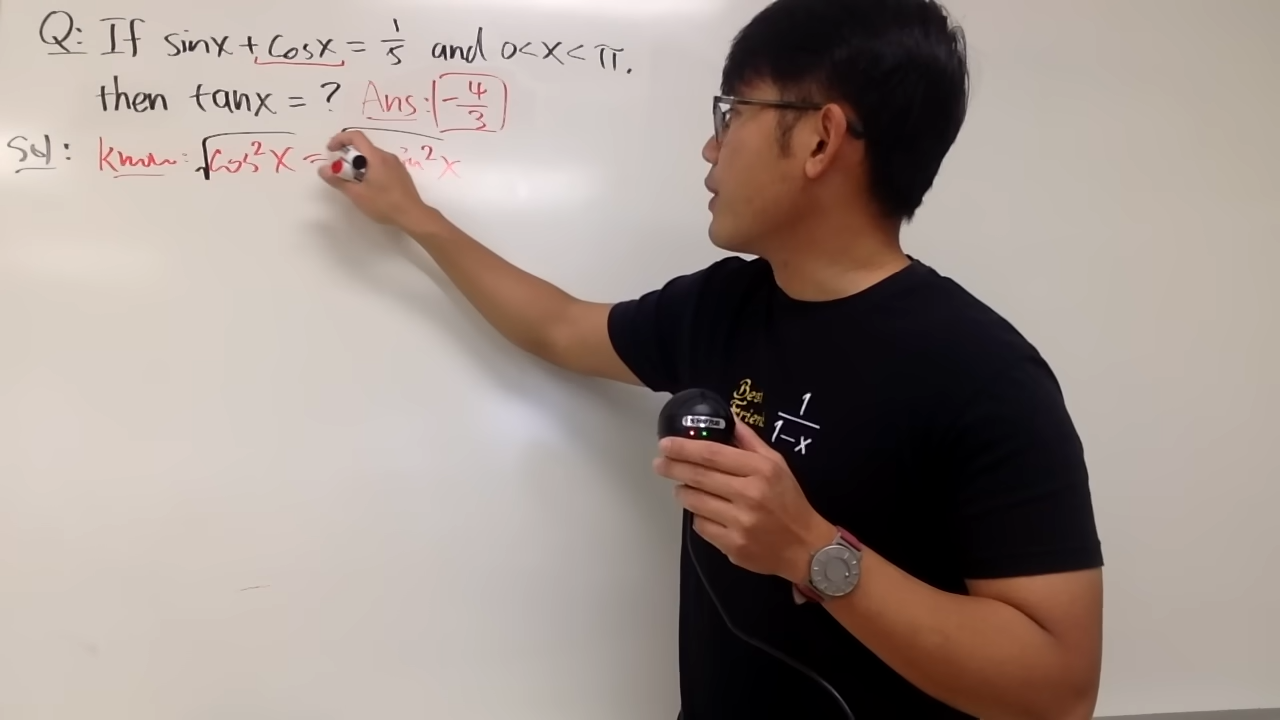 Q: If sinx + cosx = 1/5 and 0<x<π.
then tanx = ? Ans: -4/3
Sol: Know: √cos²x =
Best Friend 1/(1-x)